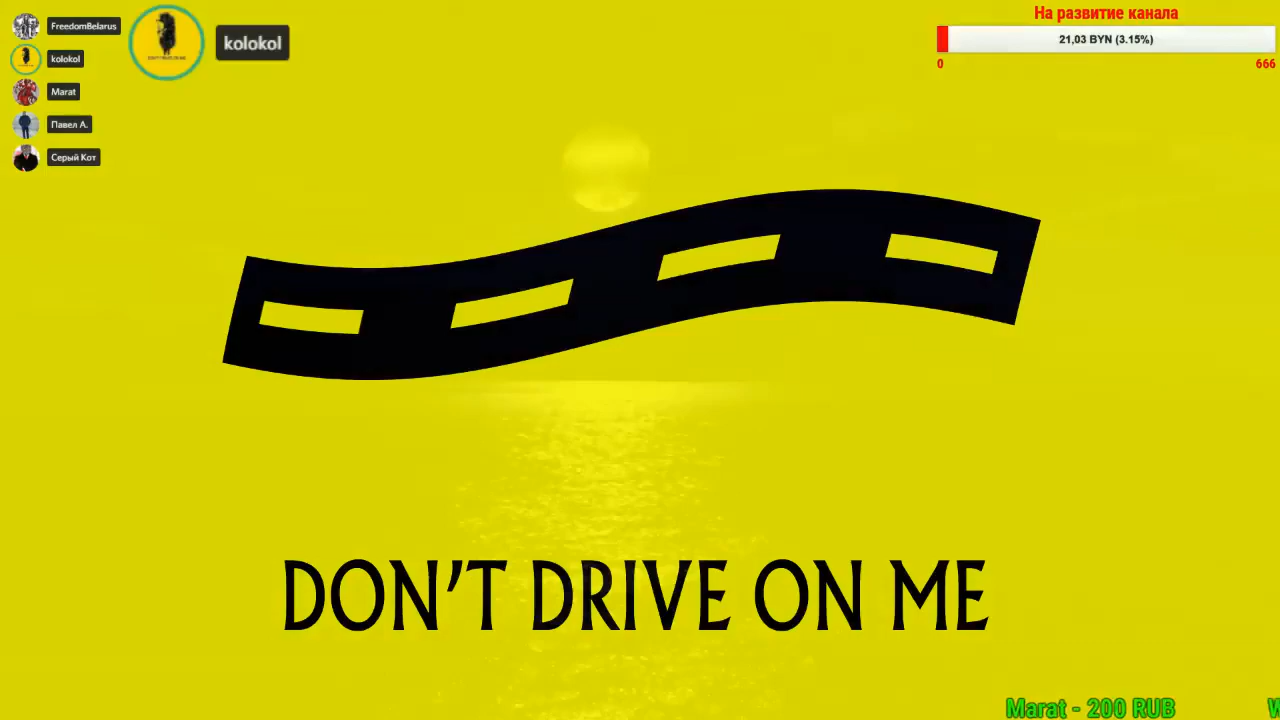 FreedomBelarus
kolokol
Marat
Павел А.
Серый Кот
kolokol
На развитие канала
21,03 BYN (3.15%)
0
666
DON'T DRIVE ON ME
Marat - 200 RUB